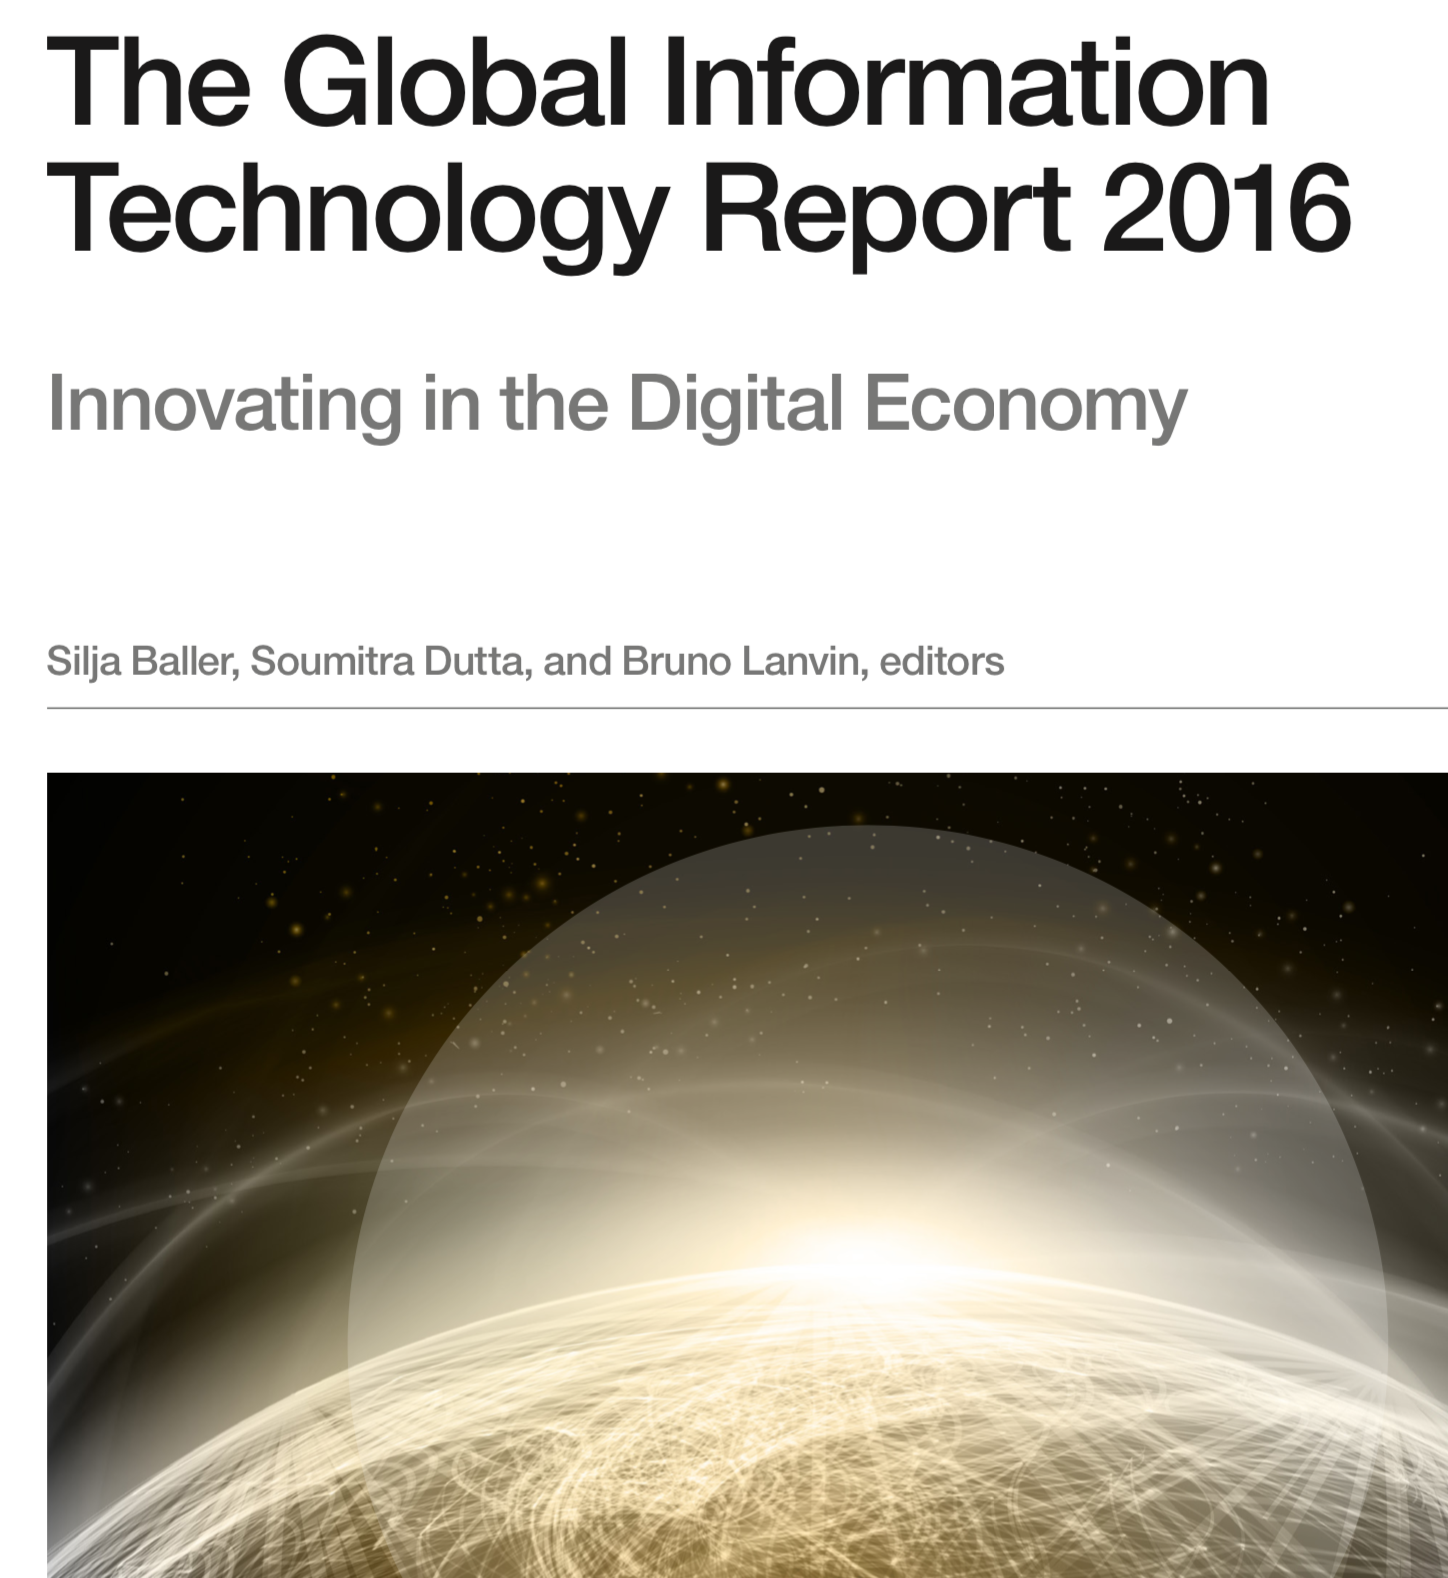 The Global Information
Technology Report 2016
Innovating in the Digital Economy
Silja Baller, Soumitra Dutta, and Bruno Lanvin, editors